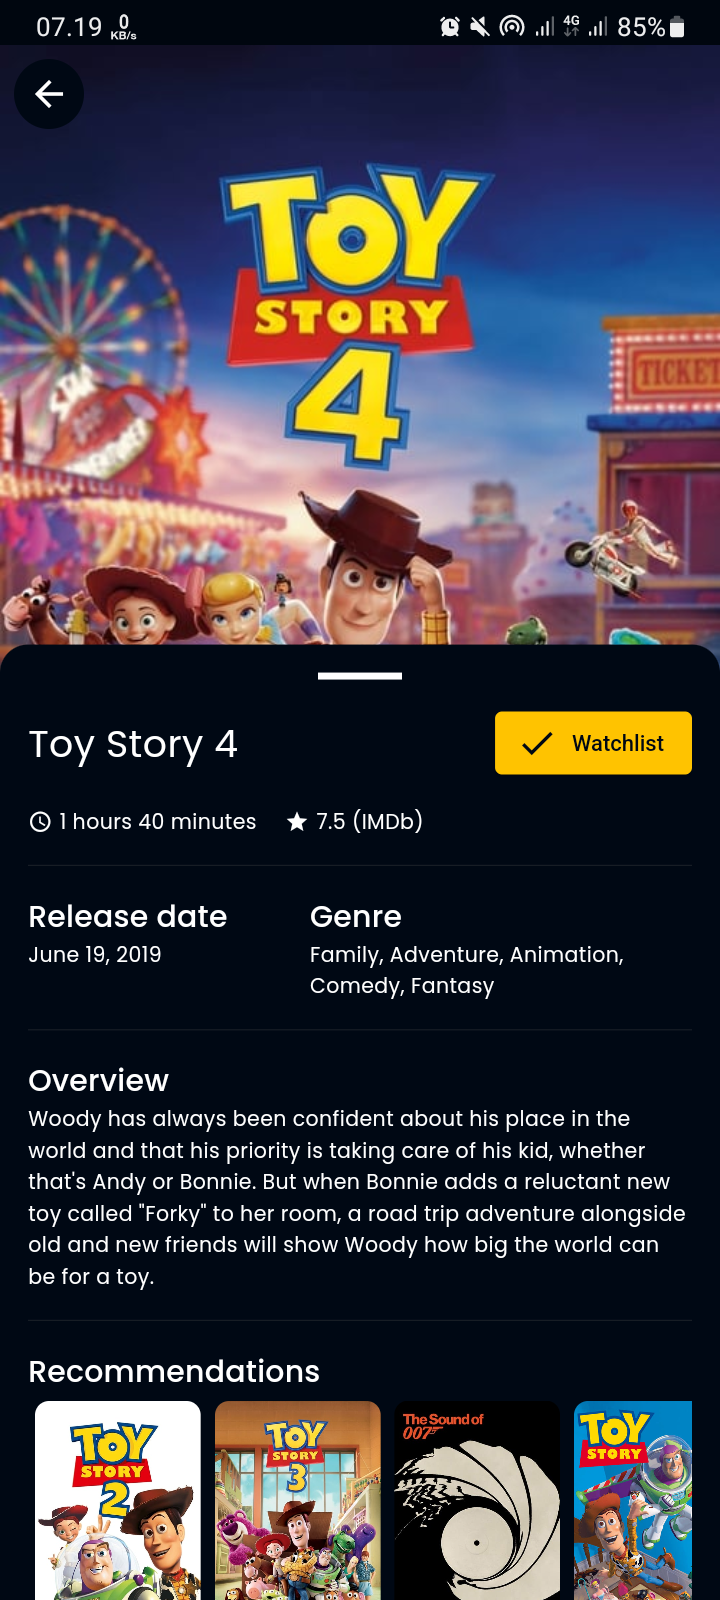 07.19
0
KB/s
4G
85%
TOY
STORY
4
STAR
ADVENTURER
TICKET
Toy Story 4
Watchlist
1 hours 40 minutes
7.5 (IMDb)
Release date
Genre
June 19, 2019
Family, Adventure, Animation,
Comedy, Fantasy
Overview
Woody has always been confident about his place in the
world and that his priority is taking care of his kid, whether
that's Andy or Bonnie. But when Bonnie adds a reluctant new
toy called "Forky" to her room, a road trip adventure alongside
old and new friends will show Woody how big the world can
be for a toy.
Recommendations
TOY
STORY
2
TOY
STORY
3
The Sound of
007
TOY
STORY